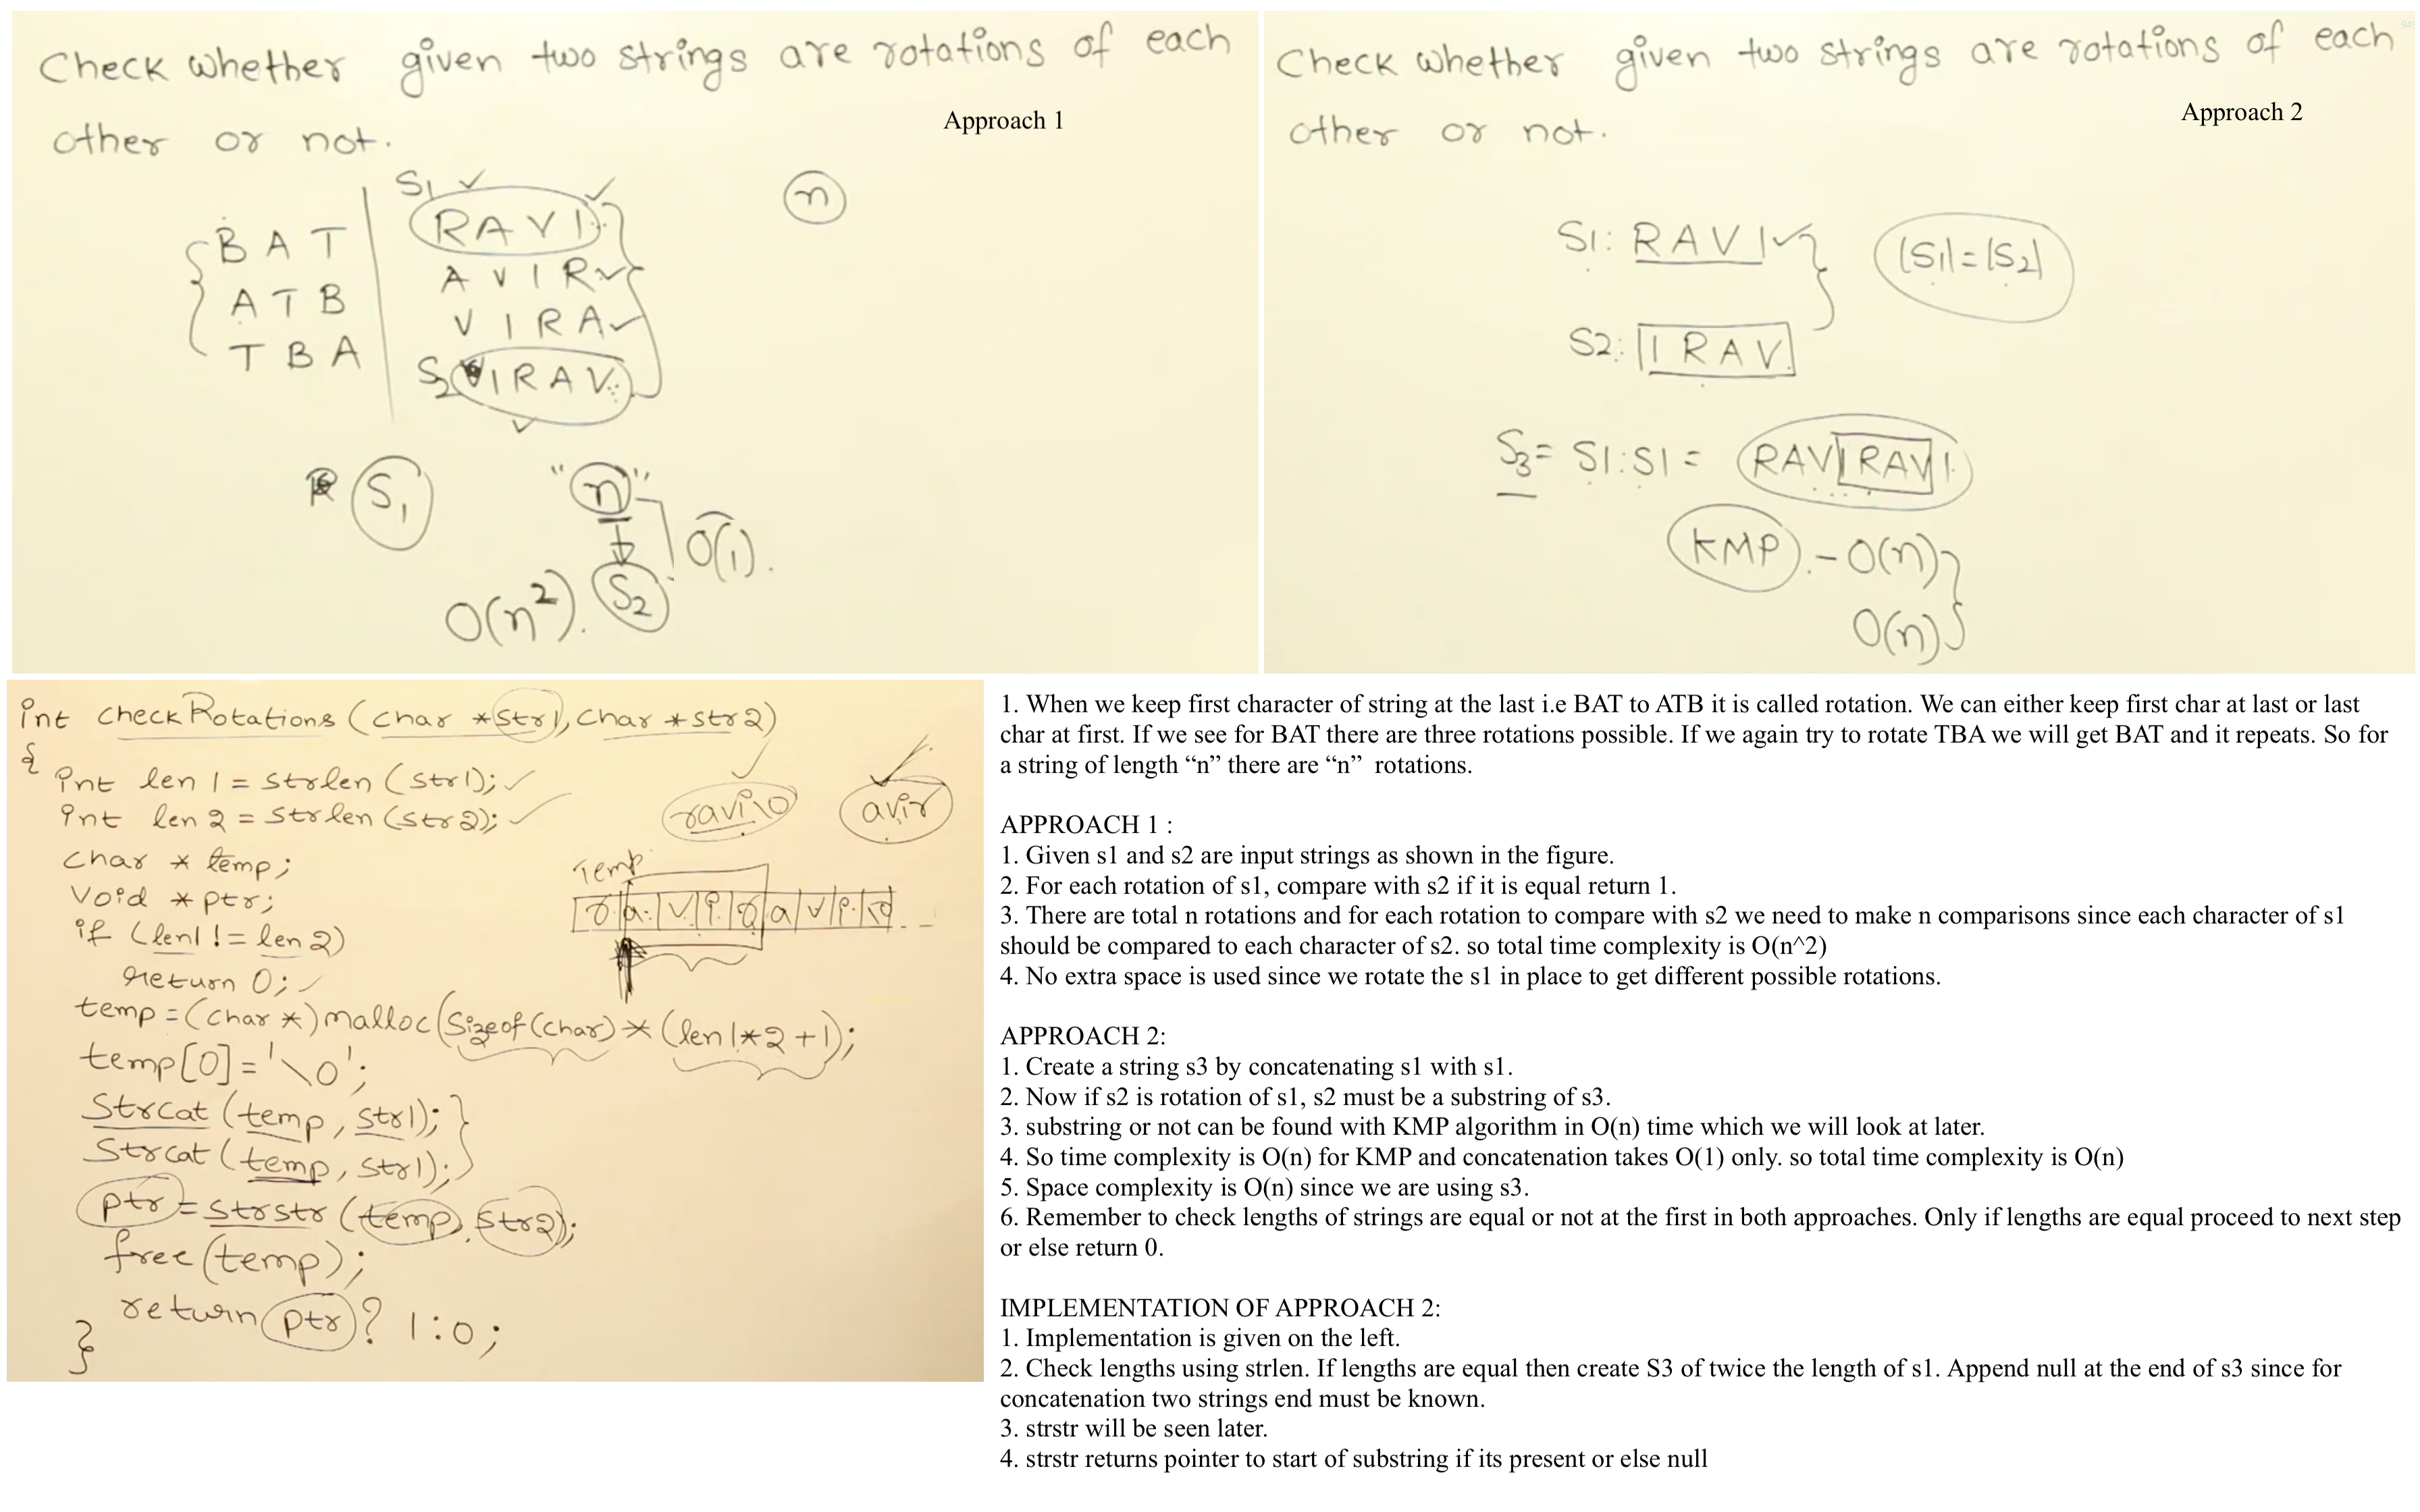 Check whether given two strings are rotations of each
other or not.
Approach 1
S1
BAT
ATB
TBA
RAVI
AVIR
VIRA
S2 IRAV
n
S1
"n"
O(1).
S2
O(n²).
Check whether given two strings are rotations of each
other or not.
Approach 2
S1: RAVI
|S1|=|S2|
S2: IRAV
S3= S1:S1= RAVIRAVI
KMP - O(n)
O(n)
int checkRotations (char *str1, char *str2)
{
int len 1 = strlen (str1);
int len 2 = strlen (str2);
char * temp;
void *ptr;
if (len1 != len 2)
return 0;
temp = (char *) malloc (sizeof(char) * (len1*2+1);
temp[0]='\0';
strcat (temp, str1);
strcat (temp, str1);
ptr = strstr (temp, str2);
free (temp);
return ptr ? 1:0;
}
ravi\0
avir
Temp
r a v i r a v i \0
1. When we keep first character of string at the last i.e BAT to ATB it is called rotation. We can either keep first char at last or last
char at first. If we see for BAT there are three rotations possible. If we again try to rotate TBA we will get BAT and it repeats. So for
a string of length “n” there are “n” rotations.
APPROACH 1 :
1. Given s1 and s2 are input strings as shown in the figure.
2. For each rotation of s1, compare with s2 if it is equal return 1.
3. There are total n rotations and for each rotation to compare with s2 we need to make n comparisons since each character of s1
should be compared to each character of s2. so total time complexity is O(n^2)
4. No extra space is used since we rotate the s1 in place to get different possible rotations.
APPROACH 2:
1. Create a string s3 by concatenating s1 with s1.
2. Now if s2 is rotation of s1, s2 must be a substring of s3.
3. substring or not can be found with KMP algorithm in O(n) time which we will look at later.
4. So time complexity is O(n) for KMP and concatenation takes O(1) only. so total time complexity is O(n)
5. Space complexity is O(n) since we are using s3.
6. Remember to check lengths of strings are equal or not at the first in both approaches. Only if lengths are equal proceed to next step
or else return 0.
IMPLEMENTATION OF APPROACH 2:
1. Implementation is given on the left.
2. Check lengths using strlen. If lengths are equal then create S3 of twice the length of s1. Append null at the end of s3 since for
concatenation two strings end must be known.
3. strstr will be seen later.
4. strstr returns pointer to start of substring if its present or else null